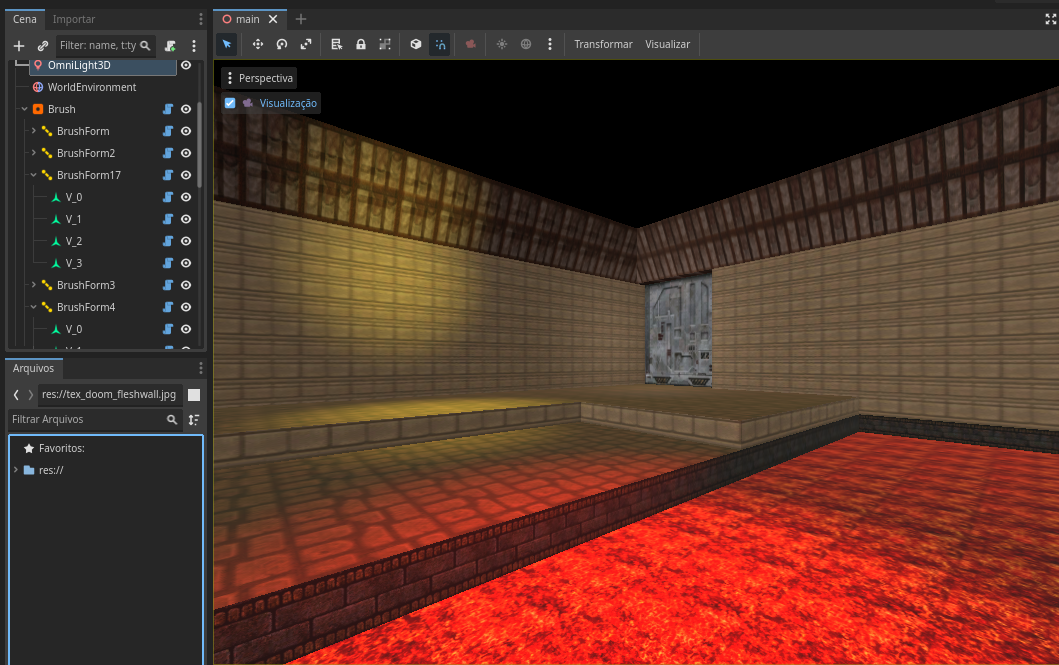 Cena
Importar
Filter: name, t:ty
OmniLight3D
WorldEnvironment
Brush
BrushForm
BrushForm2
BrushForm17
V_0
V_1
V_2
V_3
BrushForm3
BrushForm4
V_0
Arquivos
res://tex_doom_fleshwall.jpg
Filtrar Arquivos
Favoritos:
res://
main
Transformar
Visualizar
Perspectiva
Visualização